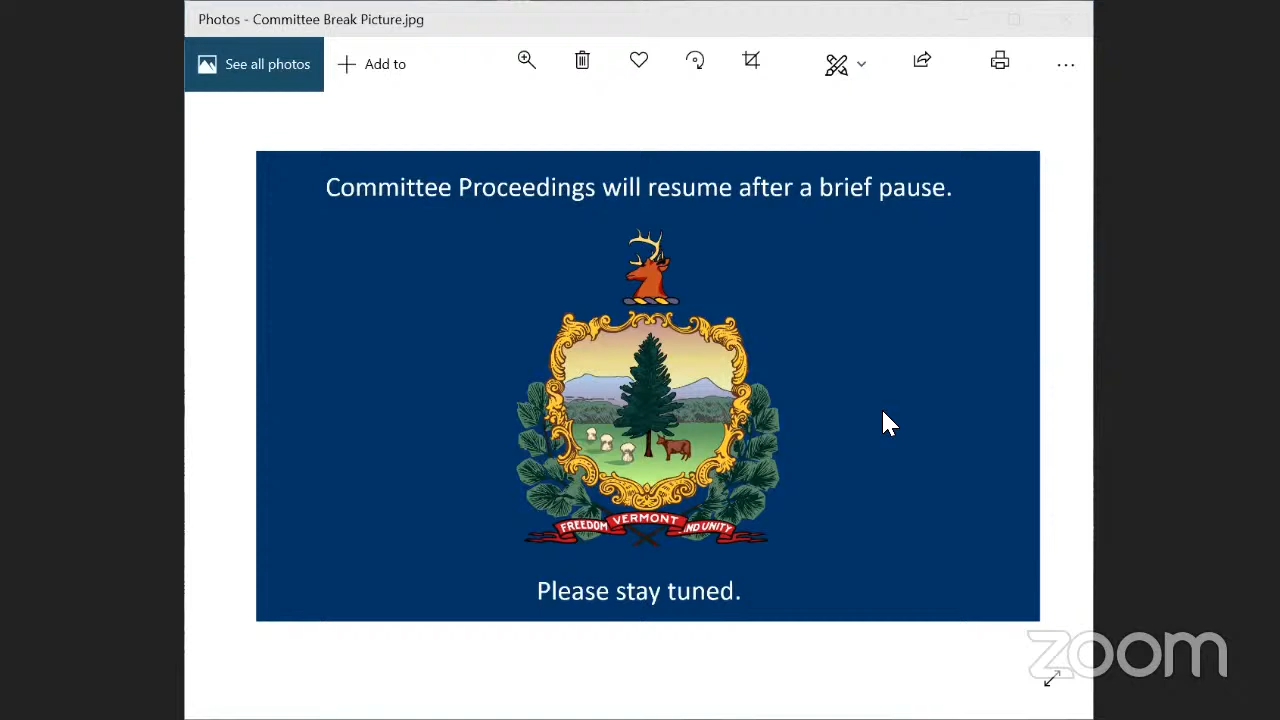 Photos - Committee Break Picture.jpg
See all photos
Add to
Committee Proceedings will resume after a brief pause.
FREEDOM VERMONT AND UNITY
Please stay tuned.
zoom